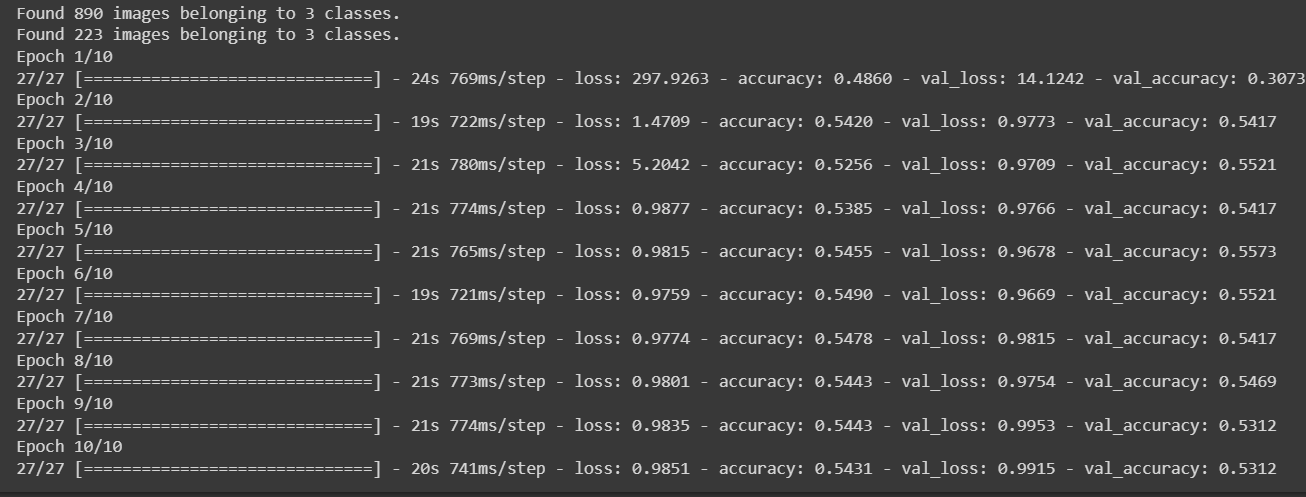 Found 890 images belonging to 3 classes.
Found 223 images belonging to 3 classes.
Epoch 1/10
27/27 [==============================] - 24s 769ms/step - loss: 297.9263 - accuracy: 0.4860 - val_loss: 14.1242 - val_accuracy: 0.3073
Epoch 2/10
27/27 [==============================] - 19s 722ms/step - loss: 1.4709 - accuracy: 0.5420 - val_loss: 0.9773 - val_accuracy: 0.5417
Epoch 3/10
27/27 [==============================] - 21s 780ms/step - loss: 5.2042 - accuracy: 0.5256 - val_loss: 0.9709 - val_accuracy: 0.5521
Epoch 4/10
27/27 [==============================] - 21s 774ms/step - loss: 0.9877 - accuracy: 0.5385 - val_loss: 0.9766 - val_accuracy: 0.5417
Epoch 5/10
27/27 [==============================] - 21s 765ms/step - loss: 0.9815 - accuracy: 0.5455 - val_loss: 0.9678 - val_accuracy: 0.5573
Epoch 6/10
27/27 [==============================] - 19s 721ms/step - loss: 0.9759 - accuracy: 0.5490 - val_loss: 0.9669 - val_accuracy: 0.5521
Epoch 7/10
27/27 [==============================] - 21s 769ms/step - loss: 0.9774 - accuracy: 0.5478 - val_loss: 0.9815 - val_accuracy: 0.5417
Epoch 8/10
27/27 [==============================] - 21s 773ms/step - loss: 0.9801 - accuracy: 0.5443 - val_loss: 0.9754 - val_accuracy: 0.5469
Epoch 9/10
27/27 [==============================] - 21s 774ms/step - loss: 0.9835 - accuracy: 0.5443 - val_loss: 0.9953 - val_accuracy: 0.5312
Epoch 10/10
27/27 [==============================] - 20s 741ms/step - loss: 0.9851 - accuracy: 0.5431 - val_loss: 0.9915 - val_accuracy: 0.5312